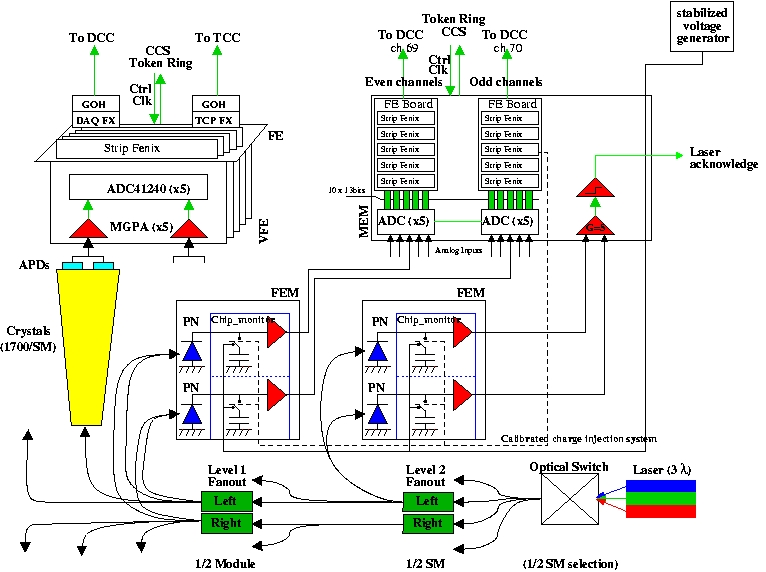 stabilized
voltage
generator
To DCC
CCS
Token Ring
To TCC
Ctrl
Clk
GOH
DAQ FX
GOH
TCP FX
FE
Strip Fenix
ADC41240 (x5)
MGPA (x5)
VFE
APDs
Crystals
(1700/SM)
Token Ring
CCS
To DCC
ch 69
To DCC
ch 70
Ctrl
Clk
Even channels
Odd channels
FE Board
Strip Fenix
Strip Fenix
Strip Fenix
Strip Fenix
Strip Fenix
FE Board
Strip Fenix
Strip Fenix
Strip Fenix
Strip Fenix
Strip Fenix
10 x 13bits
MEM
ADC (x5)
ADC (x5)
Analog Inputs
Laser
acknowledge
G=5
FEM
PN
Chip_monitor
PN
FEM
PN
Chip_monitor
PN
Calibrated charge injection system
Level 1
Fanout
Left
Right
1/2 Module
Level 2
Fanout
Left
Right
1/2 SM
Optical Switch
(1/2 SM selection)
Laser (3 λ)